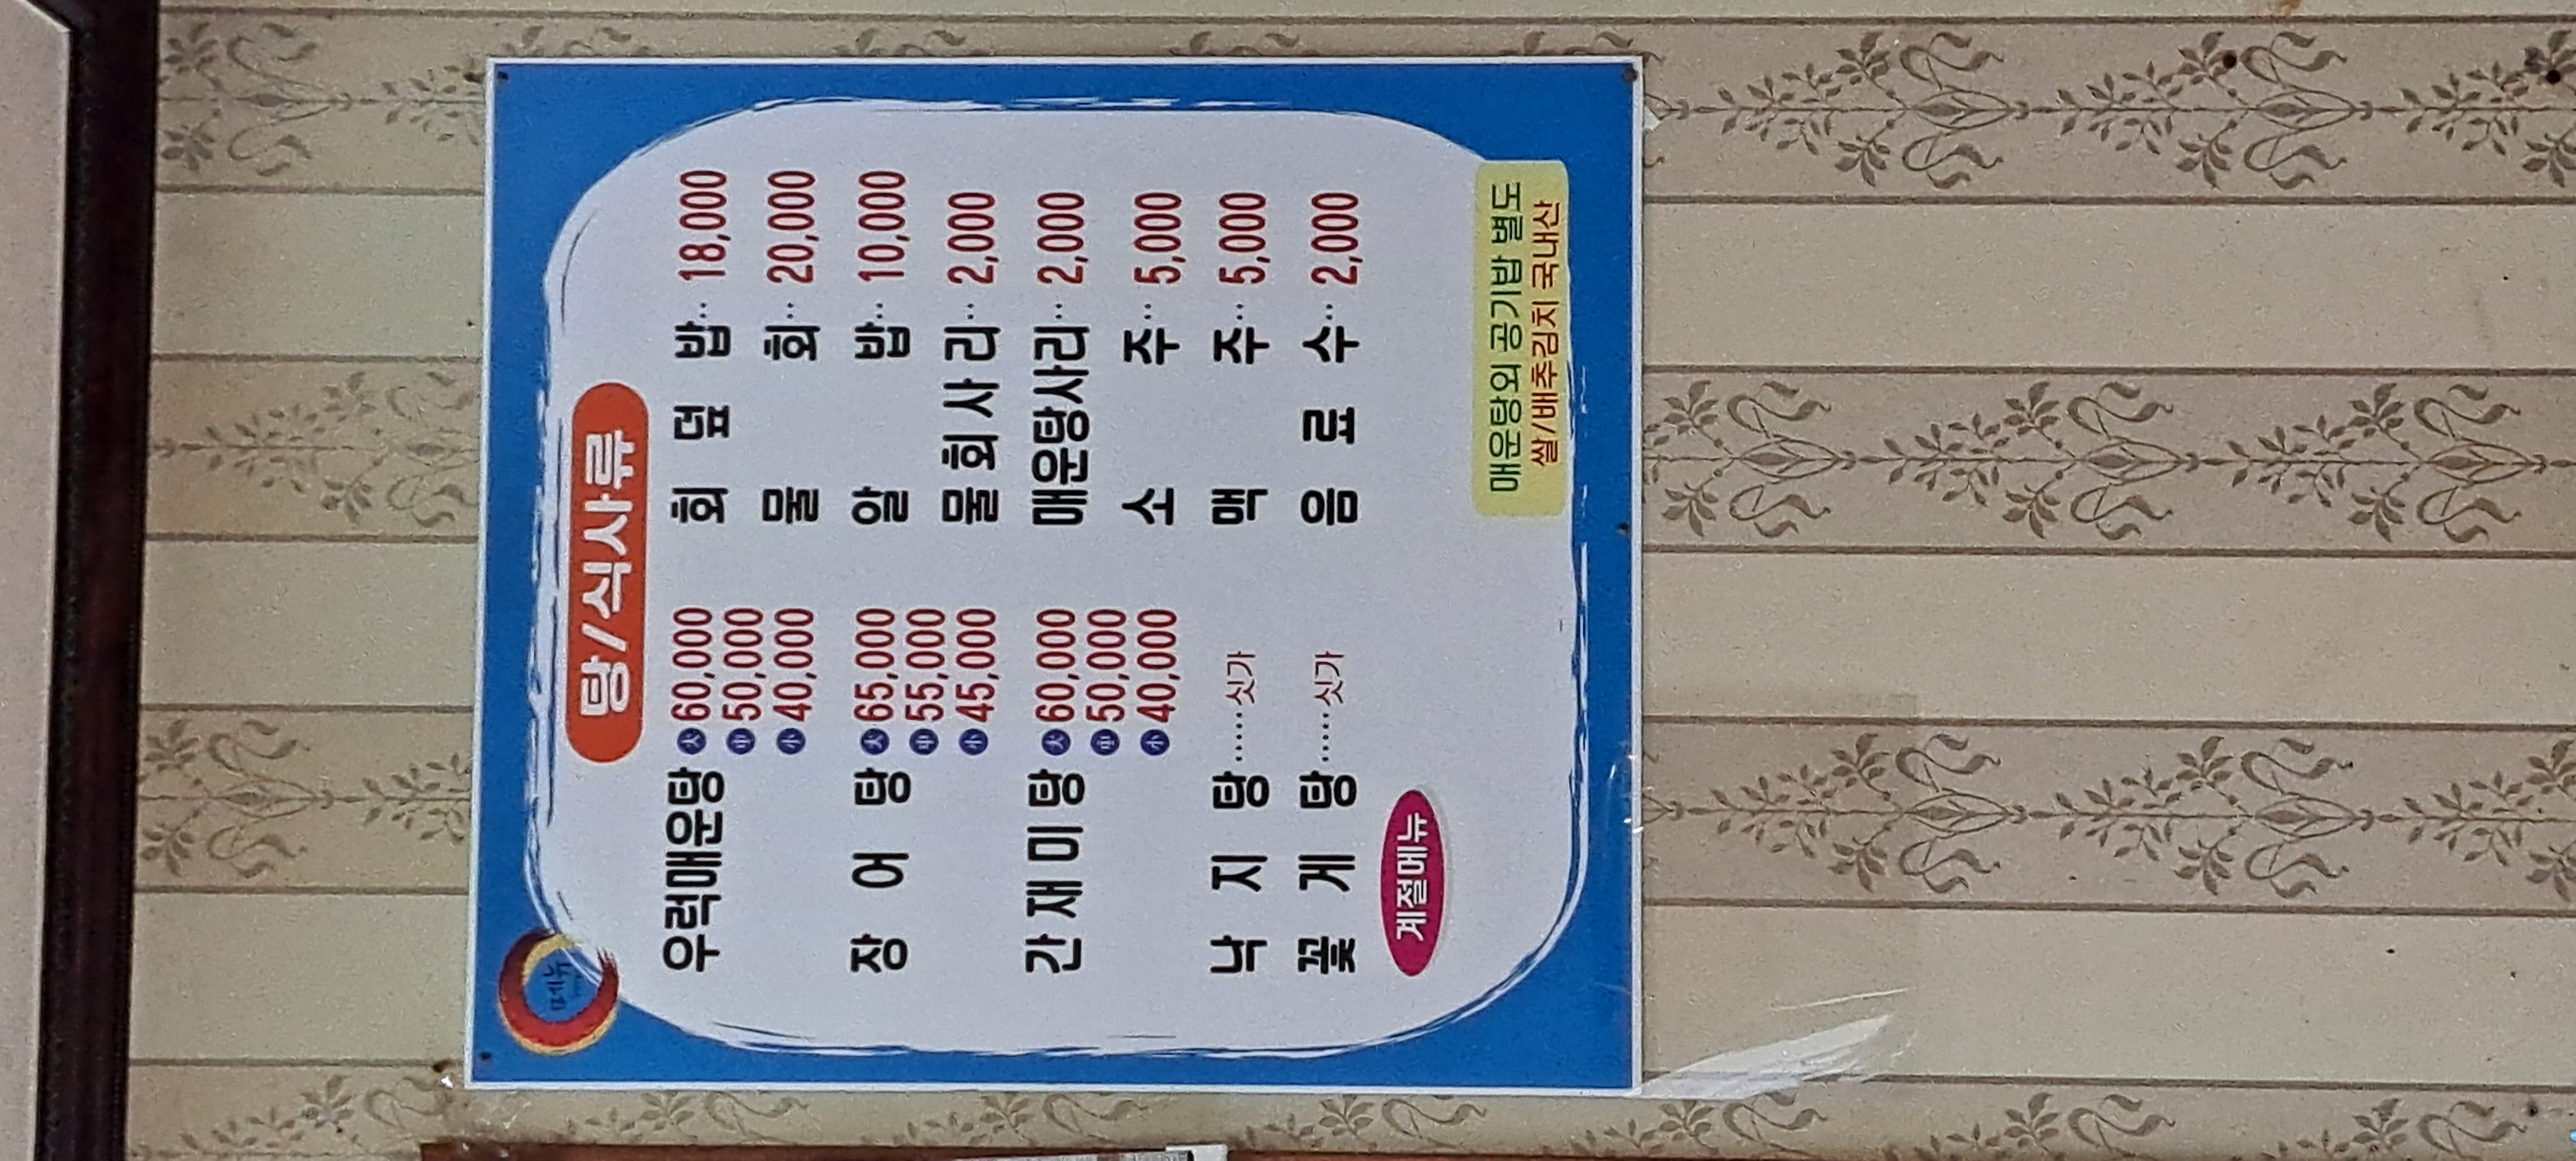 메뉴
탕/식사류
우럭매운탕 大 60,000
中 50,000
小 40,000
장어탕 大 65,000
中 55,000
小 45,000
간재미탕 大 60,000
中 50,000
小 40,000
낙지탕······싯가
꽃게탕······싯가
계절메뉴
회덮밥·· 18,000
물회·· 20,000
알밥·· 10,000
물회사리·· 2,000
매운탕사리·· 2,000
소주·· 5,000
맥주·· 5,000
음료수·· 2,000
매운탕외 공기밥 별도
쌀/배추김치 국내산